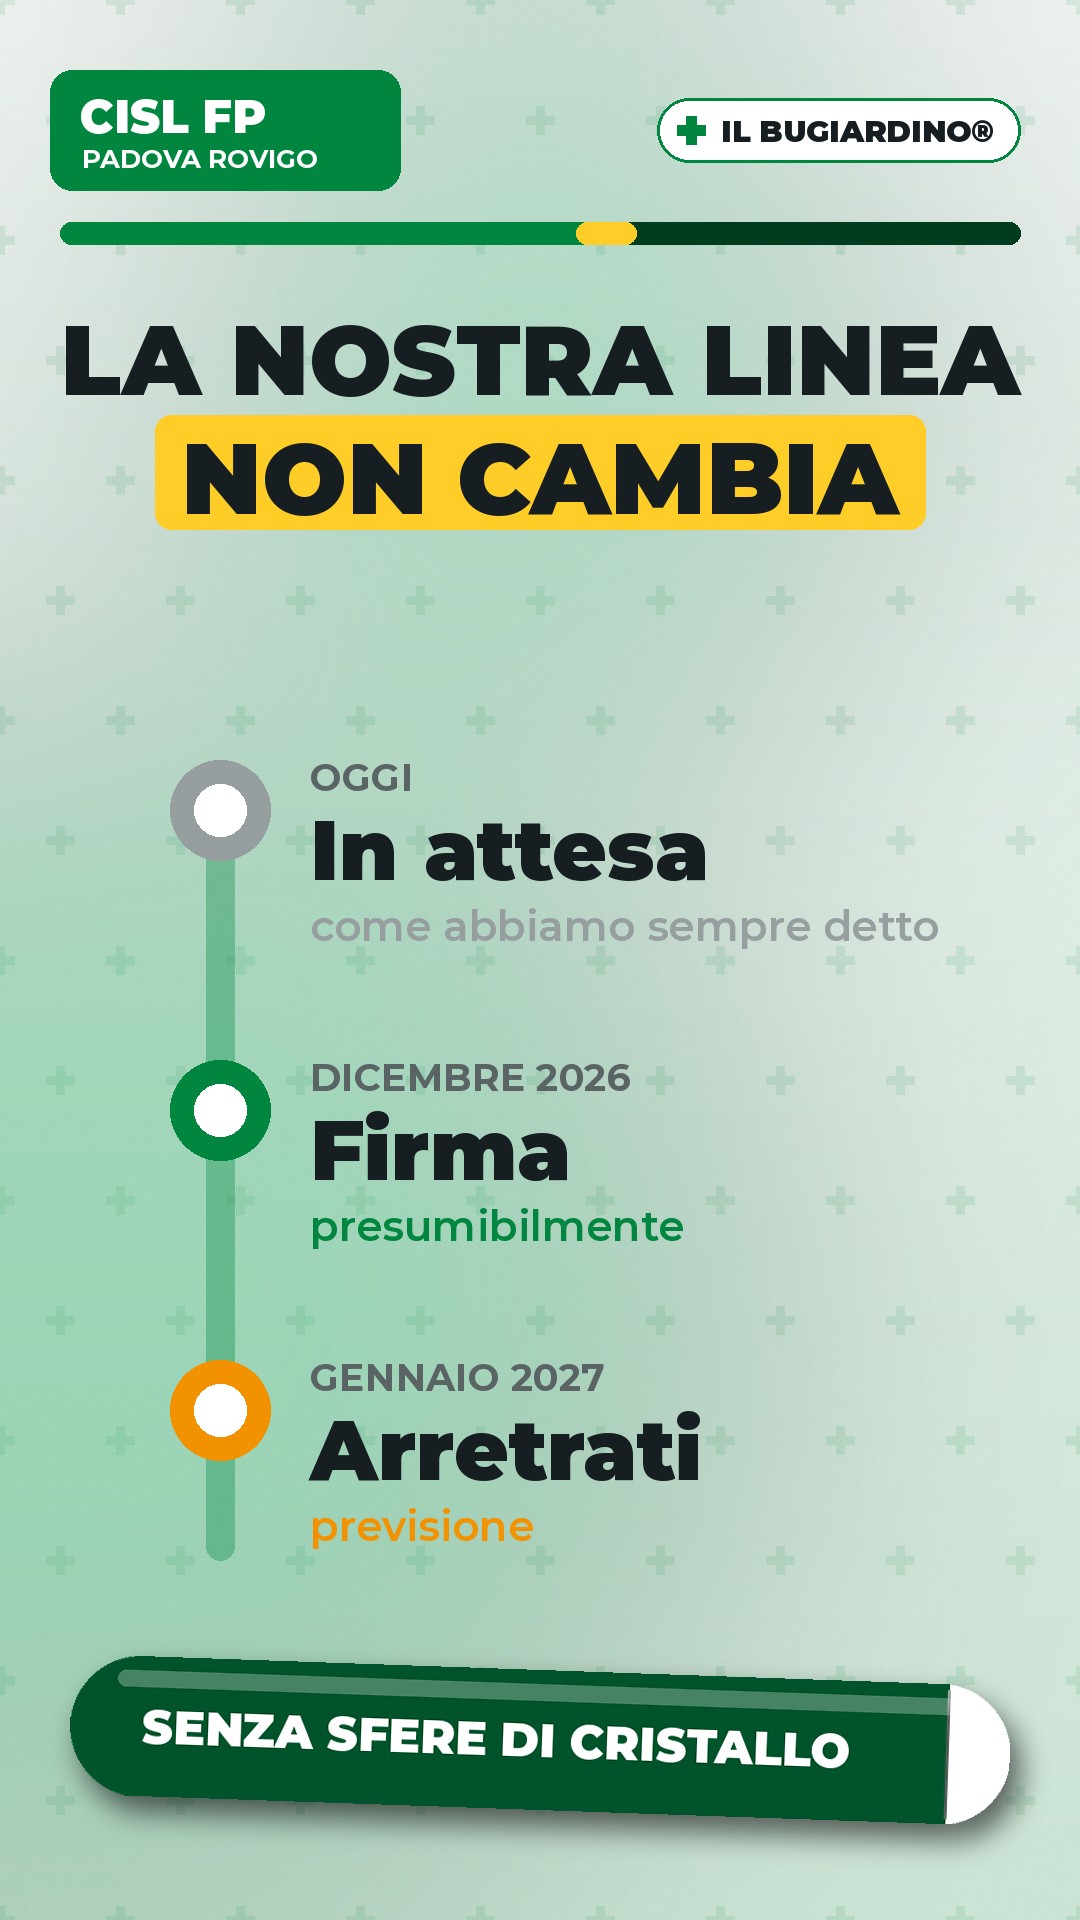 CISL FP
PADOVA ROVIGO
IL BUGIARDINO®
LA NOSTRA LINEA
NON CAMBIA
OGGI
In attesa
come abbiamo sempre detto
DICEMBRE 2026
Firma
presumibilmente
GENNAIO 2027
Arretrati
previsione
SENZA SFERE DI CRISTALLO